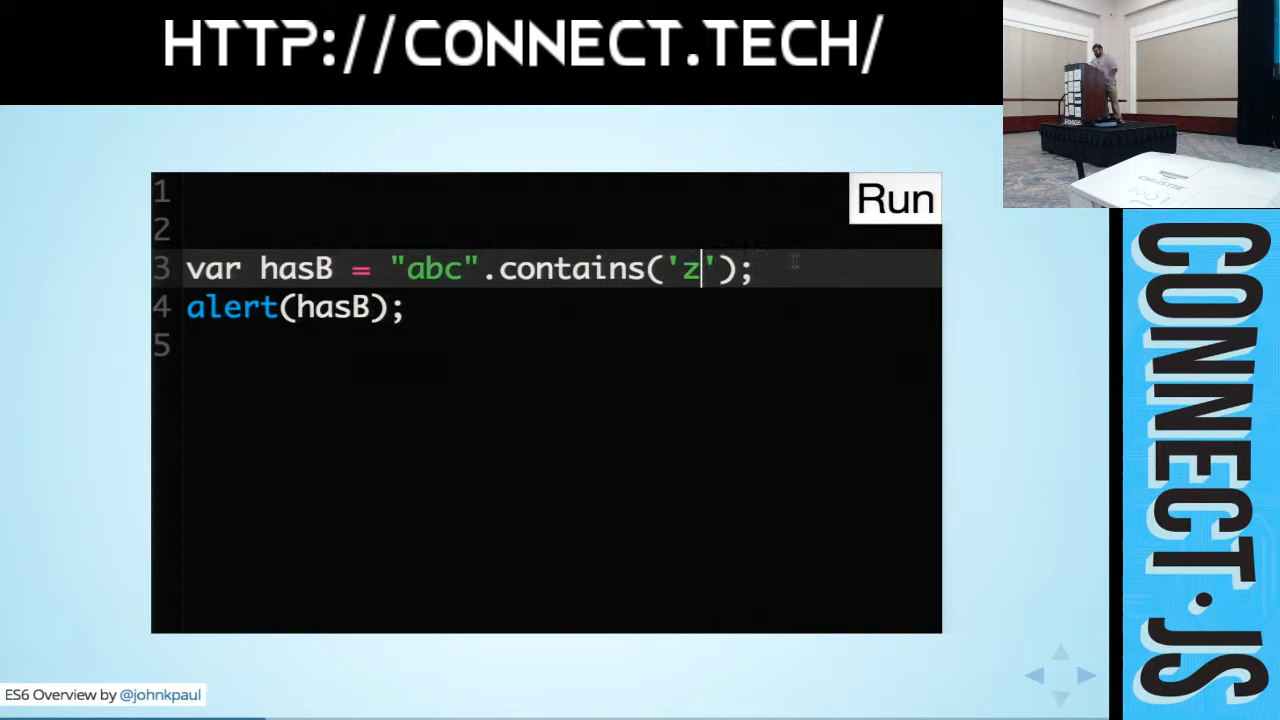 HTTP://CONNECT.TECH/
Run
1
2
3 var hasB = "abc".contains('z');
4 alert(hasB);
5
ES6 Overview by @johnkpaul
CONNECT·JS
CHRISTIE